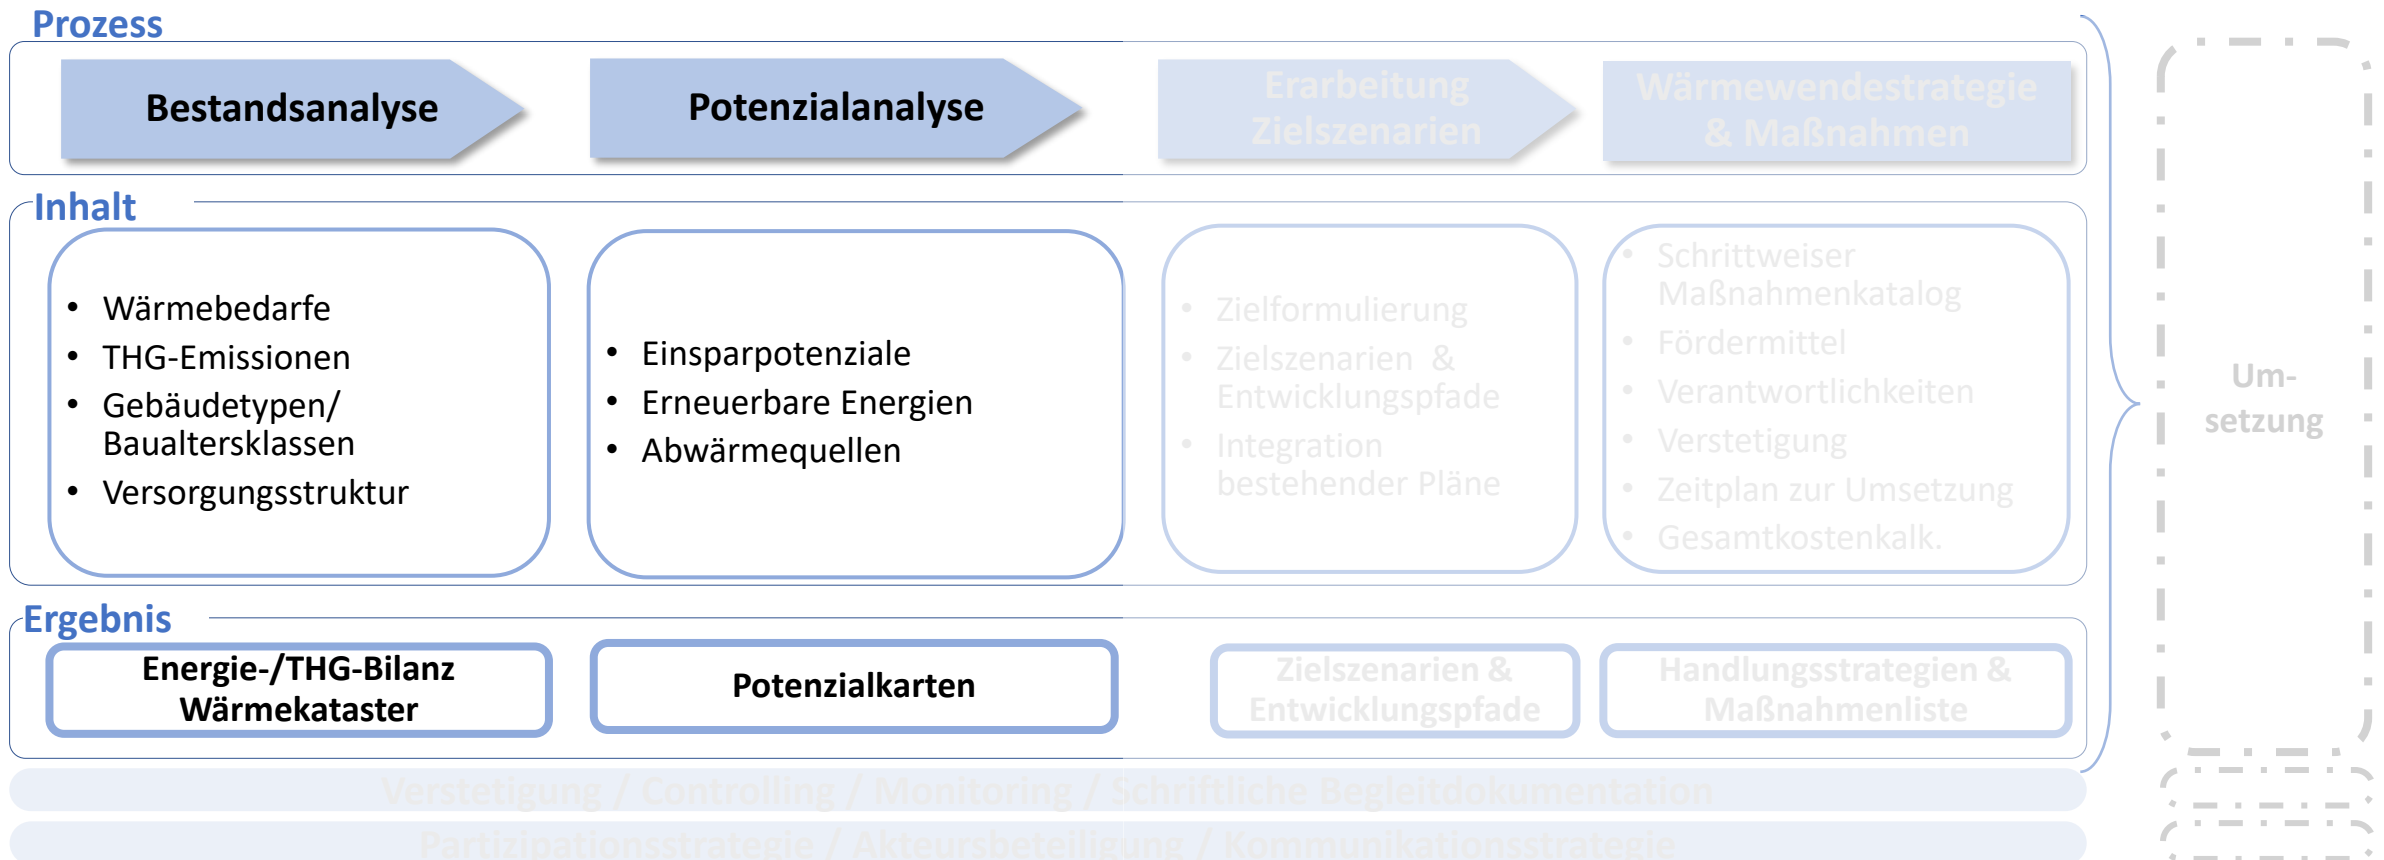 Prozess
Bestandsanalyse
Potenzialanalyse
Erarbeitung
Zielszenarien
Wärmewendestrategie
& Maßnahmen
Inhalt
• Wärmebedarfe
• THG-Emissionen
• Gebäudetypen/
Baualtersklassen
• Versorgungsstruktur
• Einsparpotenziale
• Erneuerbare Energien
• Abwärmequellen
• Zielformulierung
• Zielszenarien &
Entwicklungspfade
• Integration
bestehender Pläne
• Schrittweiser
Maßnahmenkatalog
• Fördermittel
• Verantwortlichkeiten
• Verstetigung
• Zeitplan zur Umsetzung
• Gesamtkostenkalk.
Ergebnis
Energie-/THG-Bilanz
Wärmekataster
Potenzialkarten
Zielszenarien &
Entwicklungspfade
Handlungsstrategien &
Maßnahmenliste
Um-
setzung
Verstetigung / Controlling / Monitoring / Schriftliche Begleitdokumentation
Partizipationsstrategie / Akteursbeteiligung / Kommunikationsstrategie